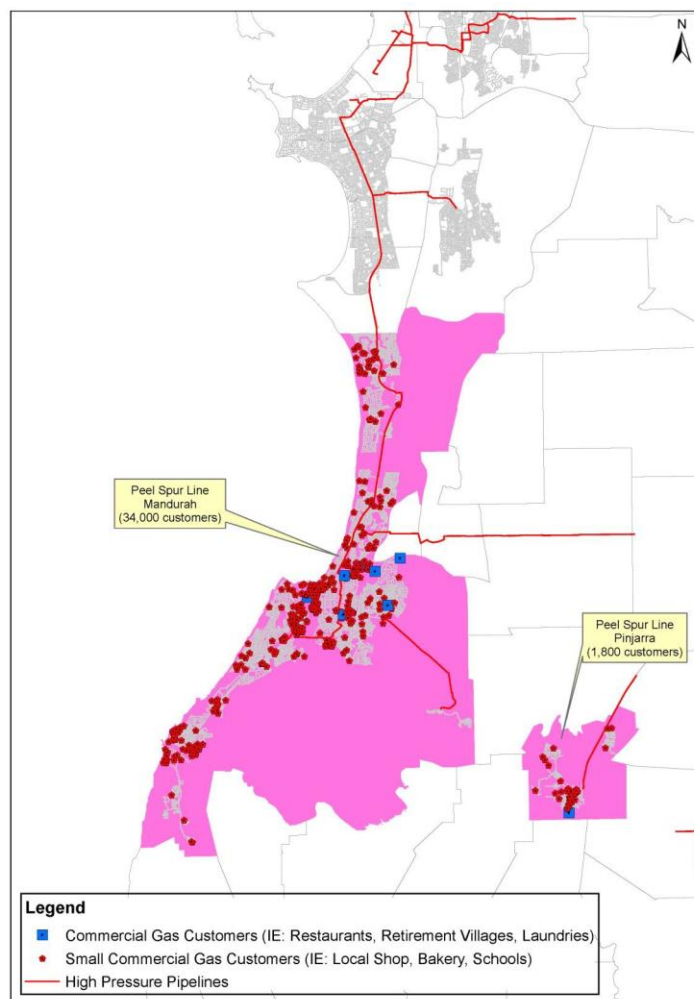 N
Peel Spur Line
Mandurah
(34,000 customers)
Peel Spur Line
Pinjarra
(1,800 customers)
Legend
Commercial Gas Customers (IE: Restaurants, Retirement Villages, Laundries)
Small Commercial Gas Customers (IE: Local Shop, Bakery, Schools)
High Pressure Pipelines